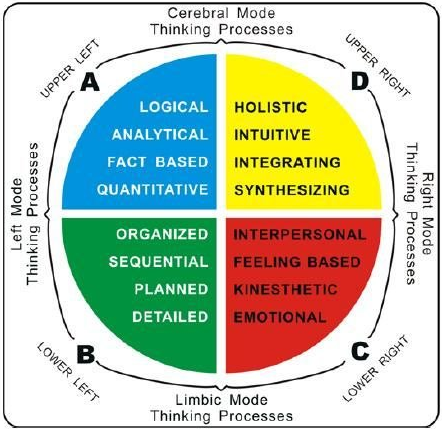 Cerebral Mode
Thinking Processes
UPPER LEFT
UPPER RIGHT
A
D
LOGICAL
ANALYTICAL
FACT BASED
QUANTITATIVE
HOLISTIC
INTUITIVE
INTEGRATING
SYNTHESIZING
Left Mode
Thinking Processes
Right Mode
Thinking Processes
ORGANIZED
SEQUENTIAL
PLANNED
DETAILED
INTERPERSONAL
FEELING BASED
KINESTHETIC
EMOTIONAL
B
C
LOWER LEFT
LOWER RIGHT
Limbic Mode
Thinking Processes